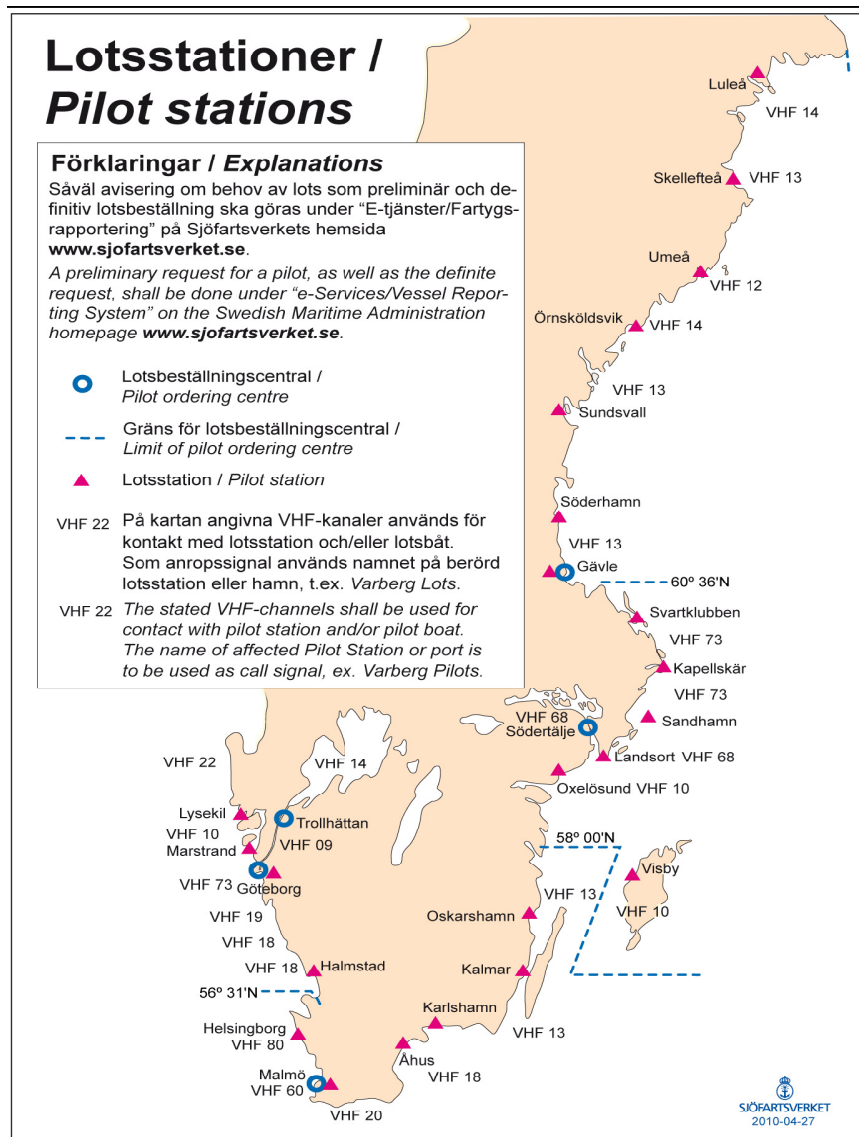 Lotsstationer /
Pilot stations
Förklaringar / Explanations
Såväl avisering om behov av lots som preliminär och de-
finitiv lotsbeställning ska göras under “E-tjänster/Fartygs-
rapportering” på Sjöfartsverkets hemsida
www.sjofartsverket.se.
A preliminary request for a pilot, as well as the definite
request, shall be done under “e-Services/Vessel Repor-
ting System” on the Swedish Maritime Administration
homepage www.sjofartsverket.se.
Lotsbeställningscentral /
Pilot ordering centre
Gräns för lotsbeställningscentral /
Limit of pilot ordering centre
Lotsstation / Pilot station
VHF 22 På kartan angivna VHF-kanaler används för
kontakt med lotsstation och/eller lotsbåt.
Som anropssignal används namnet på berörd
lotsstation eller hamn, t.ex. Varberg Lots.
VHF 22 The stated VHF-channels shall be used for
contact with pilot station and/or pilot boat.
The name of affected Pilot Station or port is
to be used as call signal, ex. Varberg Pilots.
Luleå
VHF 14
Skellefteå VHF 13
Umeå
VHF 12
Örnsköldsvik VHF 14
VHF 13
Sundsvall
Söderhamn
VHF 13
Gävle
60º 36'N
Svartklubben
VHF 73
Kapellskär
VHF 73
Sandhamn
VHF 68
Södertälje
Landsort VHF 68
Oxelösund VHF 10
VHF 22
VHF 14
Lysekil
Trollhättan
VHF 10
Marstrand
VHF 09
VHF 73
Göteborg
VHF 19
VHF 18
VHF 18
Halmstad
56º 31'N
Helsingborg
VHF 80
Malmö
VHF 60
VHF 20
Åhus
VHF 18
Karlshamn
VHF 13
Kalmar
Oskarshamn
VHF 13
58º 00'N
Visby
VHF 10
SJÖFARTSVERKET
2010-04-27